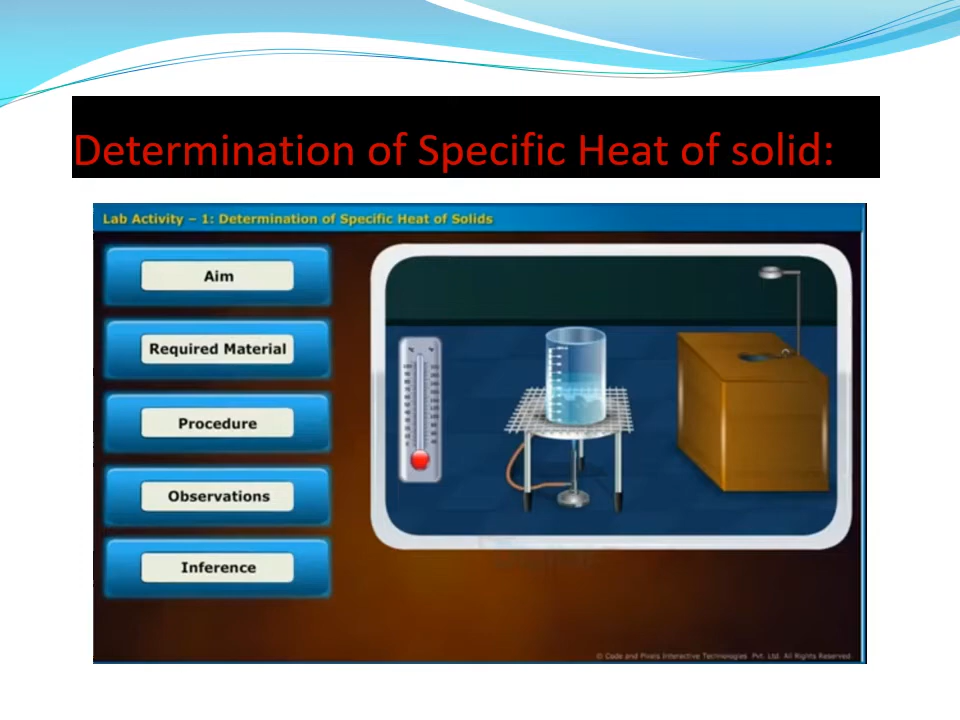 Determination of Specific Heat of solid:
Lab Activity – 1: Determination of Specific Heat of Solids
Aim
Required Material
Procedure
Observations
Inference
© Code and Pixels Interactive Technologies Pvt. Ltd. All Rights Reserved.